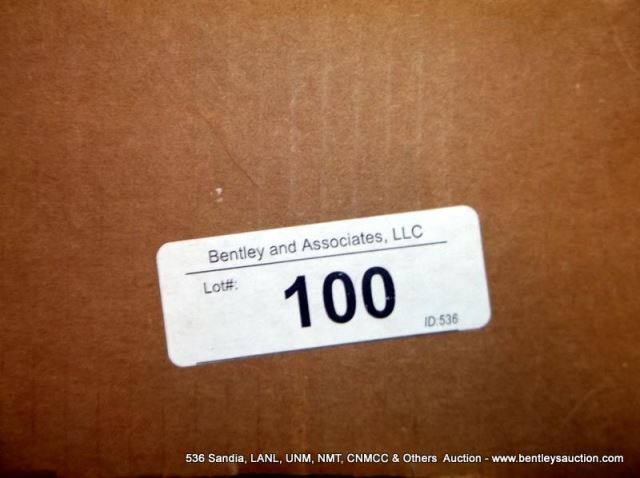 Bentley and Associates, LLC
Lot#: 100
ID:536
536 Sandia, LANL, UNM, NMT, CNMCC & Others Auction - www.bentleysauction.com